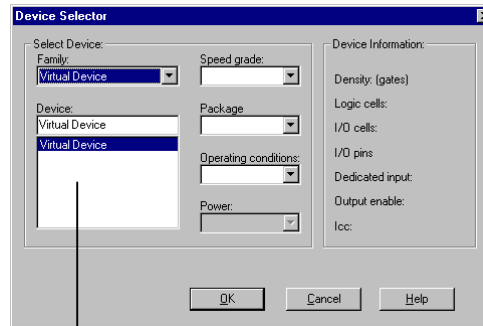 Device Selector
Select Device:
Family:
Virtual Device
Device:
Virtual Device
Virtual Device
Speed grade:
Package
Operating conditions:
Power:
Device Information:
Density: (gates)
Logic cells:
I/O cells:
I/O pins
Dedicated input:
Output enable:
Icc:
OK
Cancel
Help